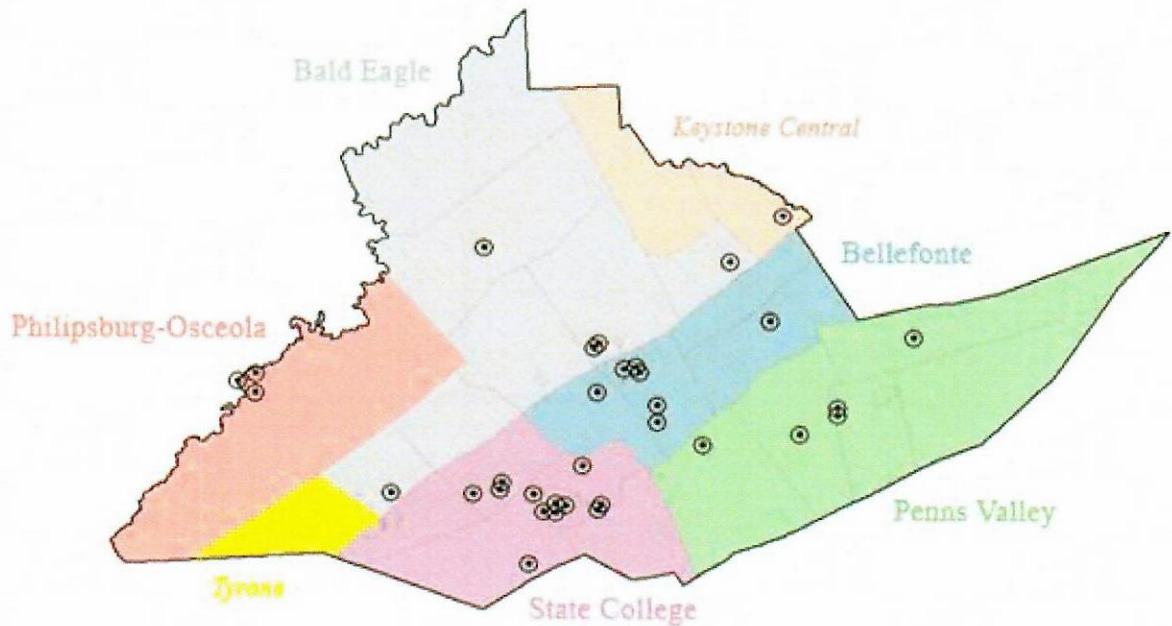 Bald Eagle
Keystone Central
Bellefonte
Philipsburg-Osceola
Penns Valley
Tyrone
State College